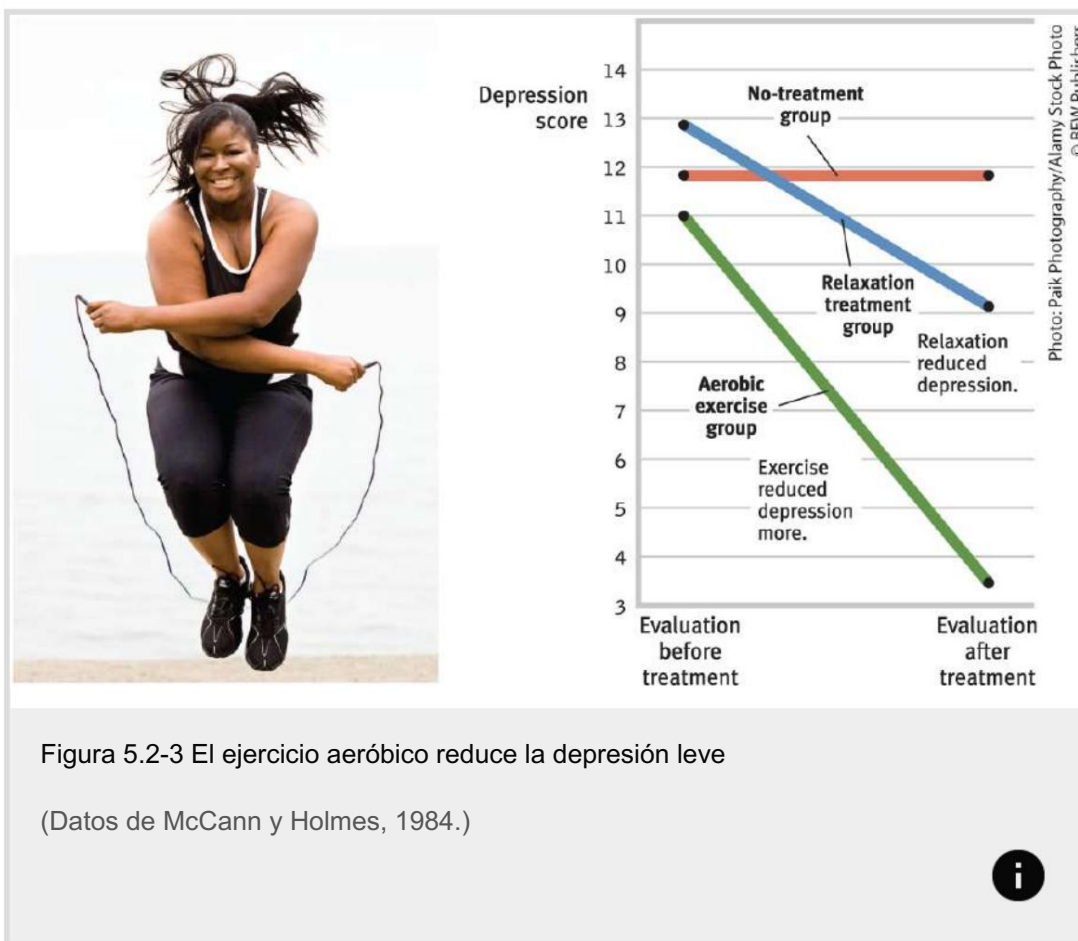 Depression
score
14
13
12
11
10
9
8
7
6
5
4
3
No-treatment
group
Relaxation
treatment
group
Relaxation
reduced
depression.
Aerobic
exercise
group
Exercise
reduced
depression
more.
Evaluation
before
treatment
Evaluation
after
treatment
Photo: Paik Photography/Alamy Stock Photo
© BFW Publishers
Figura 5.2-3 El ejercicio aeróbico reduce la depresión leve
(Datos de McCann y Holmes, 1984.)
i